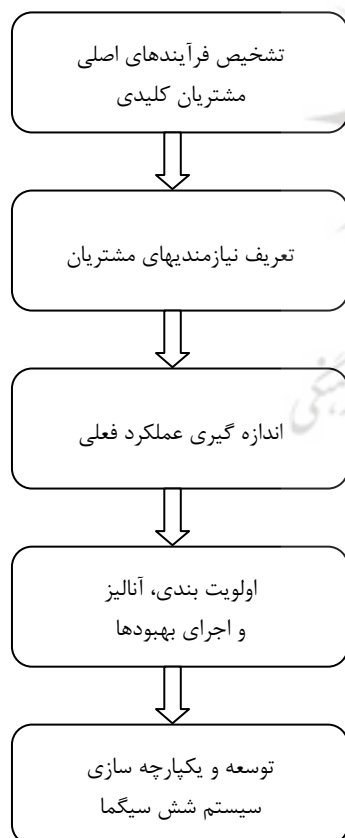 تشخیص فرآیندهای اصلی
مشتریان کلیدی
تعریف نیازمندیهای مشتریان
اندازه گیری عملکرد فعلی
اولویت بندی، آنالیز
و اجرای بهبودها
توسعه و یکپارچه سازی
سیستم شش سیگما